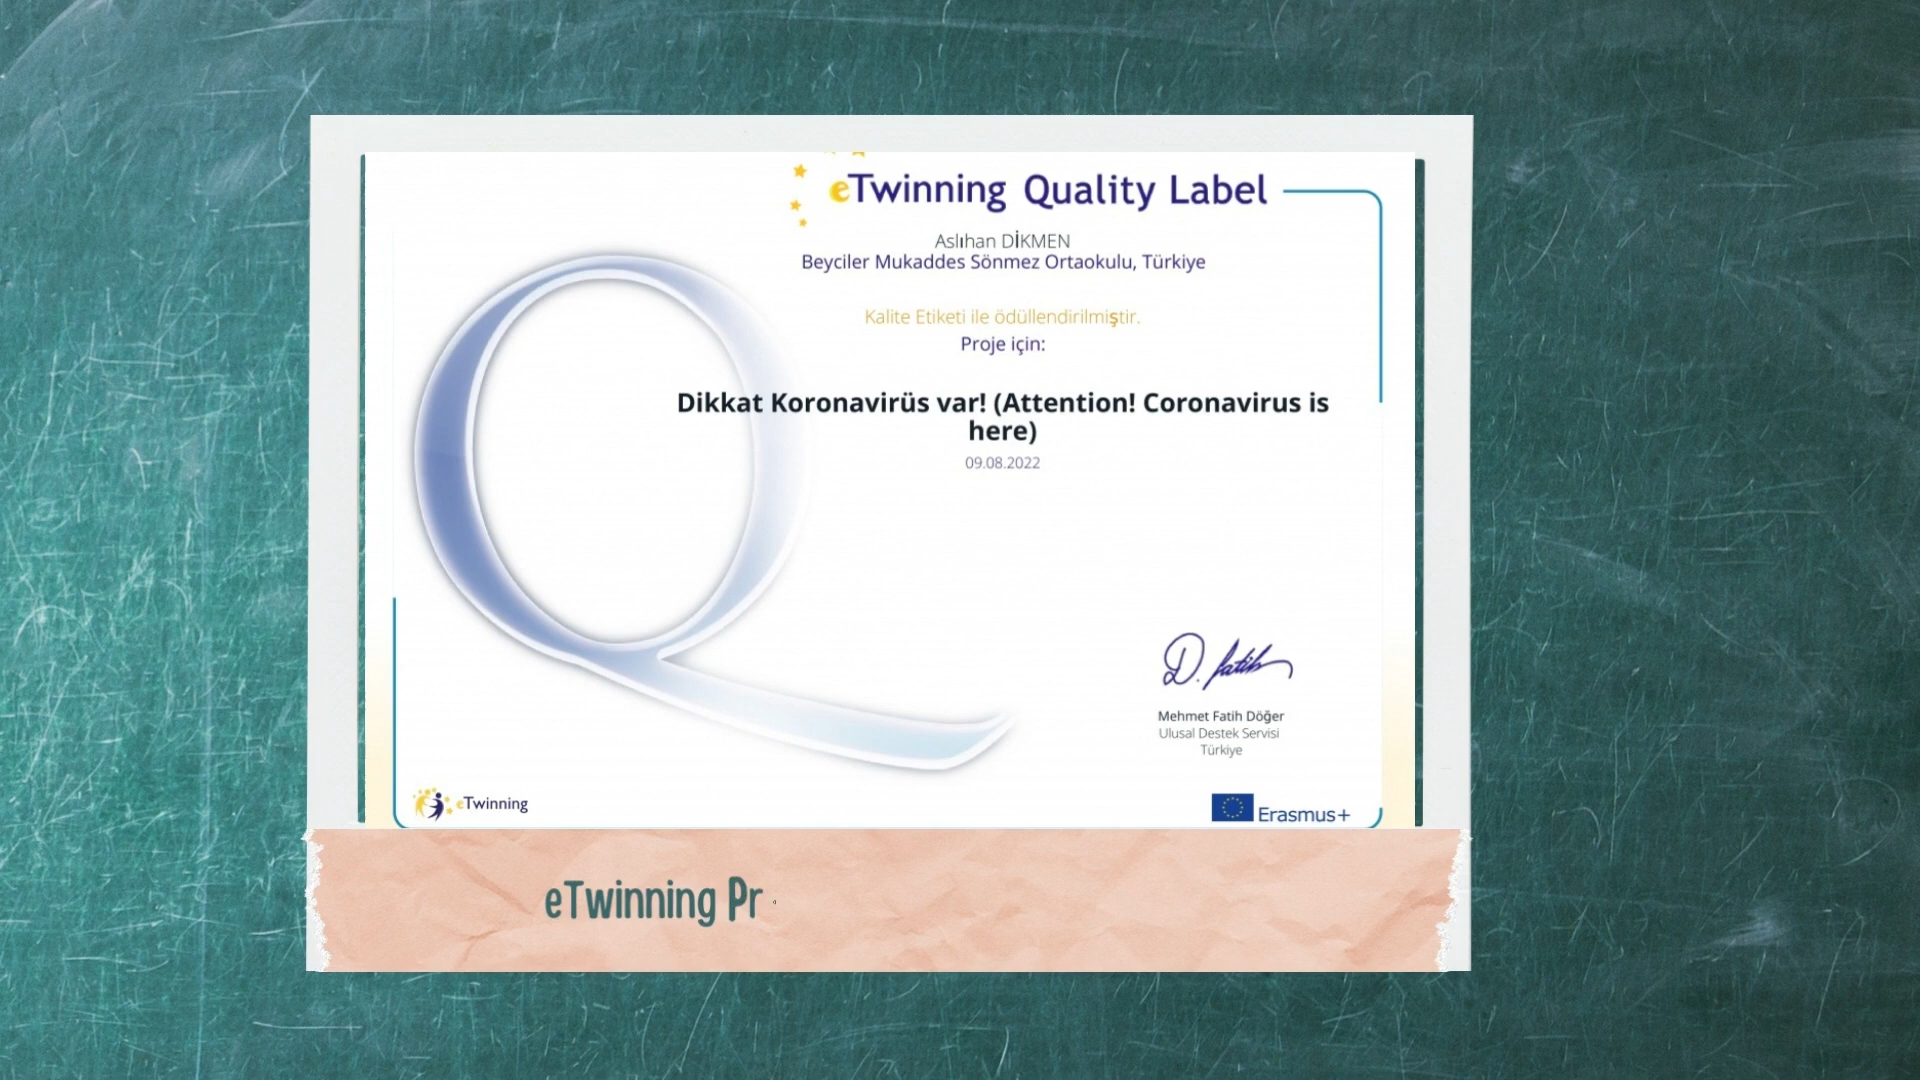 eTwinning Quality Label
Aslıhan DİKMEN
Beyciler Mukaddes Sönmez Ortaokulu, Türkiye
Kalite Etiketi ile ödüllendirilmiştir.
Proje için:
Dikkat Koronavirüs var! (Attention! Coronavirus is
here)
09.08.2022
D. fatih
Mehmet Fatih Döğer
Ulusal Destek Servisi
Türkiye
eTwinning
Erasmus+
eTwinning Pr